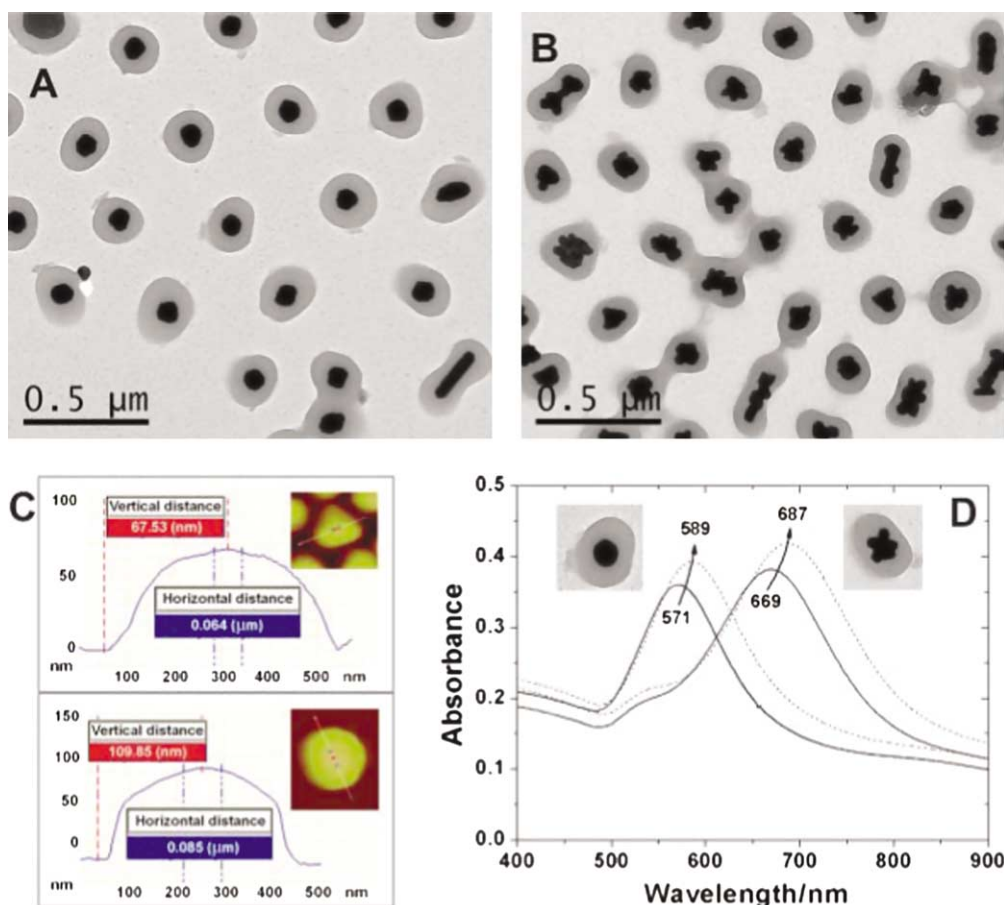 A
0.5 μm
B
0.5 μm
C
100
50
0
nm
Vertical distance
67.53 (nm)
Horizontal distance
0.064 (μm)
100 200 300 400 500 nm
150
100
50
0
nm
Vertical distance
109.85 (nm)
Horizontal distance
0.085 (μm)
100 200 300 400 500 nm
D
Absorbance
0.5
0.4
0.3
0.2
0.1
0.0
589
571
687
669
400 500 600 700 800 900
Wavelength/nm